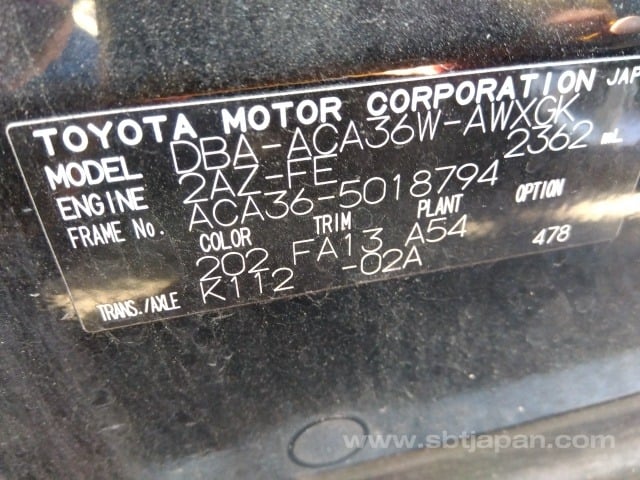 TOYOTA MOTOR CORPORATION JAP
MODEL DBA-ACA36W-AWXGK
ENGINE 2AZ-FE 2362 mL
FRAME No. ACA36-5018794
COLOR TRIM PLANT OPTION
202 FA13 A54 478
TRANS./AXLE K112 -02A
www.sbtjapan.com